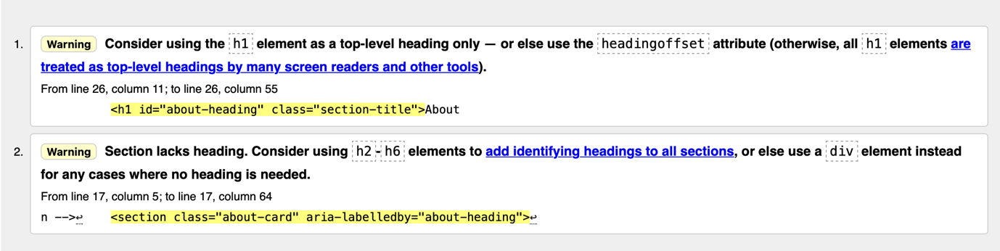 1. Warning Consider using the h1 element as a top-level heading only — or else use the headingoffset attribute (otherwise, all h1 elements are
treated as top-level headings by many screen readers and other tools).
From line 26, column 11; to line 26, column 55
<h1 id="about-heading" class="section-title">About
2. Warning Section lacks heading. Consider using h2-h6 elements to add identifying headings to all sections, or else use a div element instead
for any cases where no heading is needed.
From line 17, column 5; to line 17, column 64
n -->↩ <section class="about-card" aria-labelledby="about-heading">↩